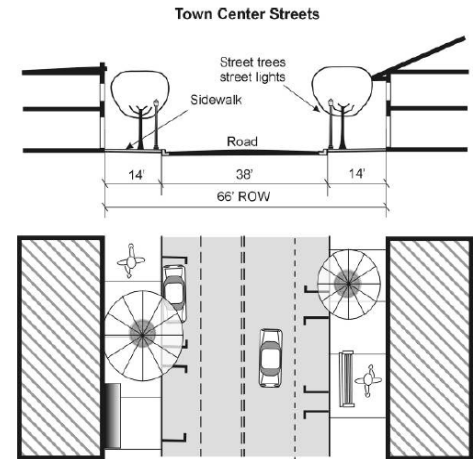 Town Center Streets
Street trees
street lights
Sidewalk
Road
14'
38'
14'
66' ROW